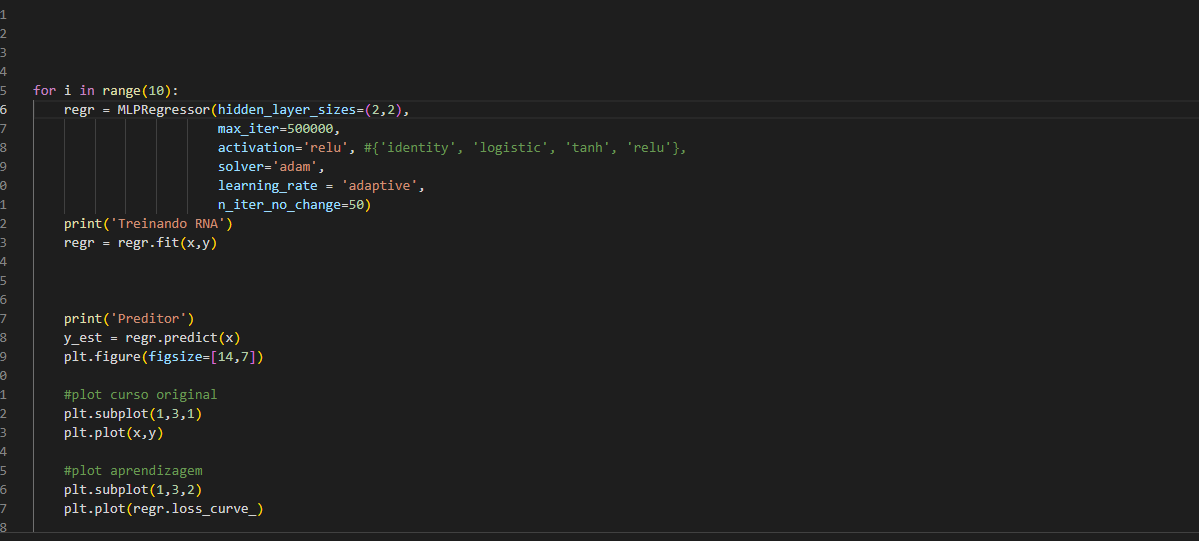 1
2
3
4
5 for i in range(10):
6     regr = MLPRegressor(hidden_layer_sizes=(2,2),
7                         max_iter=500000,
8                         activation='relu', #{'identity', 'logistic', 'tanh', 'relu'},
9                         solver='adam',
0                         learning_rate = 'adaptive',
1                         n_iter_no_change=50)
2     print('Treinando RNA')
3     regr = regr.fit(x,y)
4
5
6
7     print('Preditor')
8     y_est = regr.predict(x)
9     plt.figure(figsize=[14,7])
0
1     #plot curso original
2     plt.subplot(1,3,1)
3     plt.plot(x,y)
4
5     #plot aprendizagem
6     plt.subplot(1,3,2)
7     plt.plot(regr.loss_curve_)
8